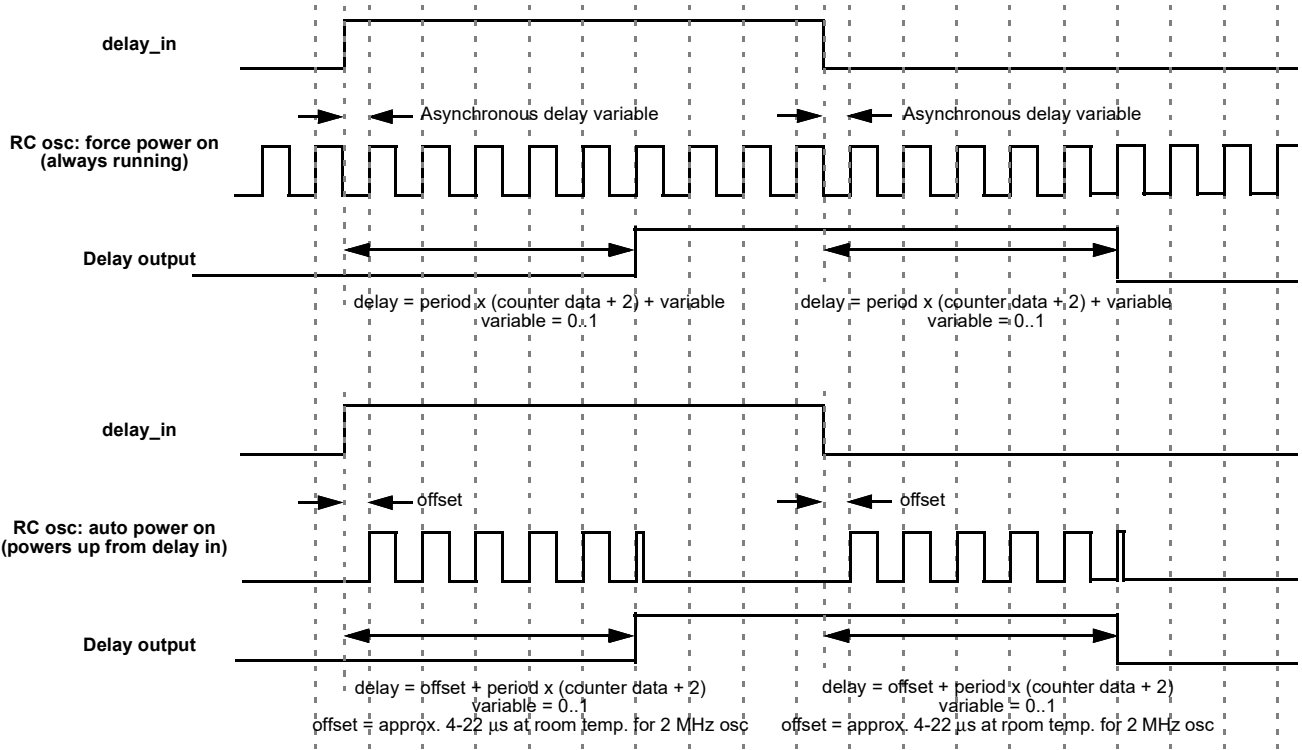 delay_in
Asynchronous delay variable
Asynchronous delay variable
RC osc: force power on
(always running)
Delay output
delay = period x (counter data + 2) + variable
variable = 0..1
delay = period x (counter data + 2) + variable
variable = 0..1
delay_in
offset
offset
RC osc: auto power on
(powers up from delay in)
Delay output
delay = offset + period x (counter data + 2)
variable = 0..1
offset = approx. 4-22 μs at room temp. for 2 MHz osc
delay = offset + period x (counter data + 2)
variable = 0..1
offset = approx. 4-22 μs at room temp. for 2 MHz osc